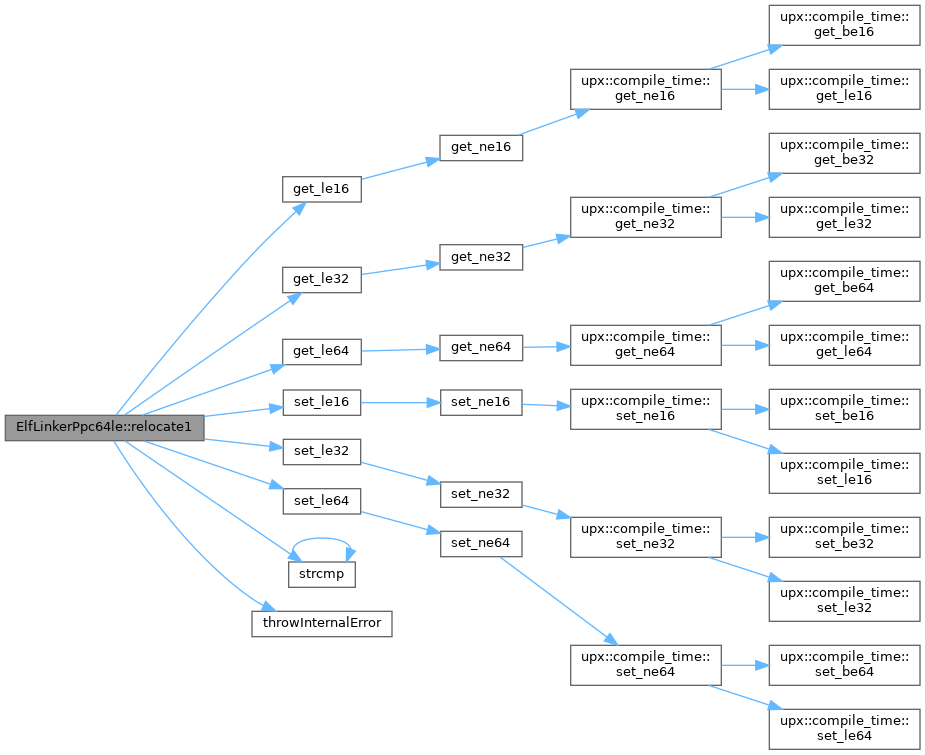 upx::compile_time::
get_be16
upx::compile_time::
get_ne16
upx::compile_time::
get_le16
get_ne16
get_le16
upx::compile_time::
get_be32
upx::compile_time::
get_ne32
upx::compile_time::
get_le32
get_ne32
get_le32
upx::compile_time::
get_be64
upx::compile_time::
get_ne64
upx::compile_time::
get_le64
get_ne64
get_le64
upx::compile_time::
set_be16
upx::compile_time::
set_ne16
set_ne16
set_le16
ElfLinkerPpc64le::relocate1
upx::compile_time::
set_le16
set_le32
set_ne32
set_le64
upx::compile_time::
set_be32
upx::compile_time::
set_ne32
set_ne64
strcmp
upx::compile_time::
set_le32
throwInternalError
upx::compile_time::
set_be64
upx::compile_time::
set_ne64
upx::compile_time::
set_le64